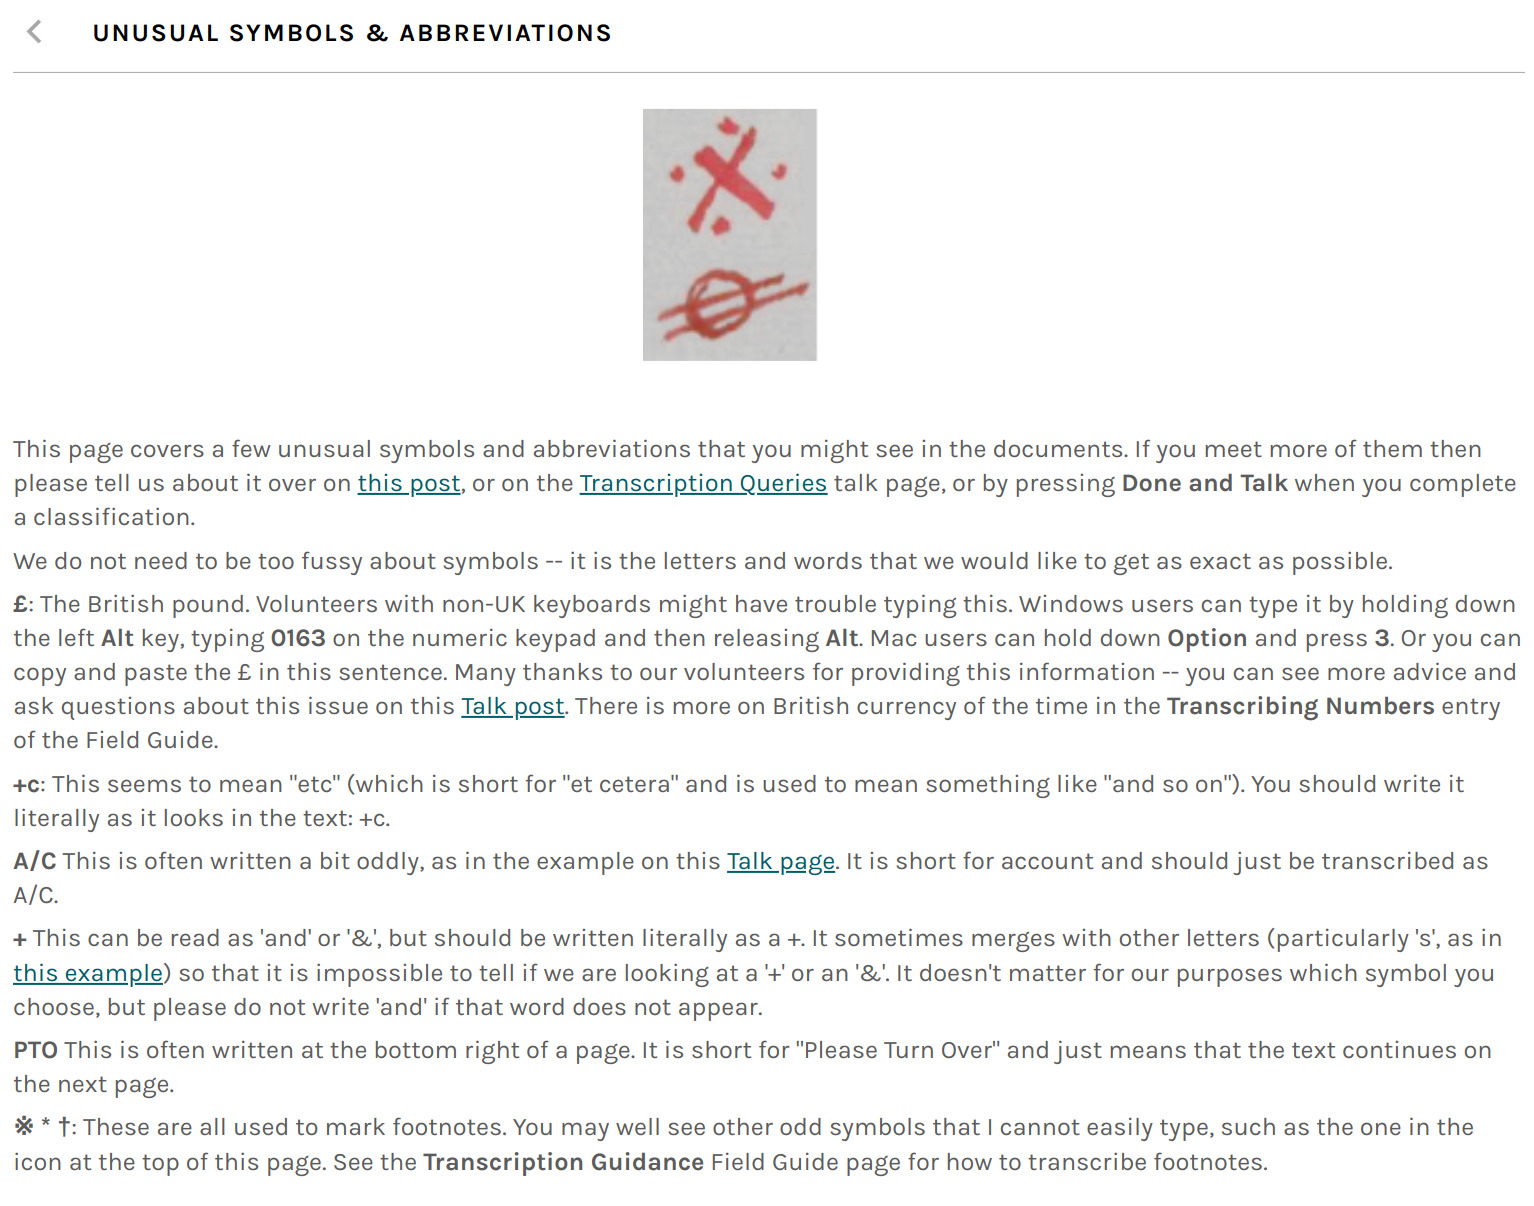 UNUSUAL SYMBOLS & ABBREVIATIONS
※
This page covers a few unusual symbols and abbreviations that you might see in the documents. If you meet more of them then
please tell us about it over on this post, or on the Transcription Queries talk page, or by pressing Done and Talk when you complete
a classification.
We do not need to be too fussy about symbols -- it is the letters and words that we would like to get as exact as possible.
£: The British pound. Volunteers with non-UK keyboards might have trouble typing this. Windows users can type it by holding down
the left Alt key, typing 0163 on the numeric keypad and then releasing Alt. Mac users can hold down Option and press 3. Or you can
copy and paste the £ in this sentence. Many thanks to our volunteers for providing this information -- you can see more advice and
ask questions about this issue on this Talk post. There is more on British currency of the time in the Transcribing Numbers entry
of the Field Guide.
+c: This seems to mean "etc" (which is short for "et cetera" and is used to mean something like "and so on"). You should write it
literally as it looks in the text: +c.
A/C This is often written a bit oddly, as in the example on this Talk page. It is short for account and should just be transcribed as
A/C.
+ This can be read as 'and' or '&', but should be written literally as a +. It sometimes merges with other letters (particularly 's', as in
this example) so that it is impossible to tell if we are looking at a '+' or an '&'. It doesn't matter for our purposes which symbol you
choose, but please do not write 'and' if that word does not appear.
PTO This is often written at the bottom right of a page. It is short for "Please Turn Over" and just means that the text continues on
the next page.
※ * †: These are all used to mark footnotes. You may well see other odd symbols that I cannot easily type, such as the one in the
icon at the top of this page. See the Transcription Guidance Field Guide page for how to transcribe footnotes.